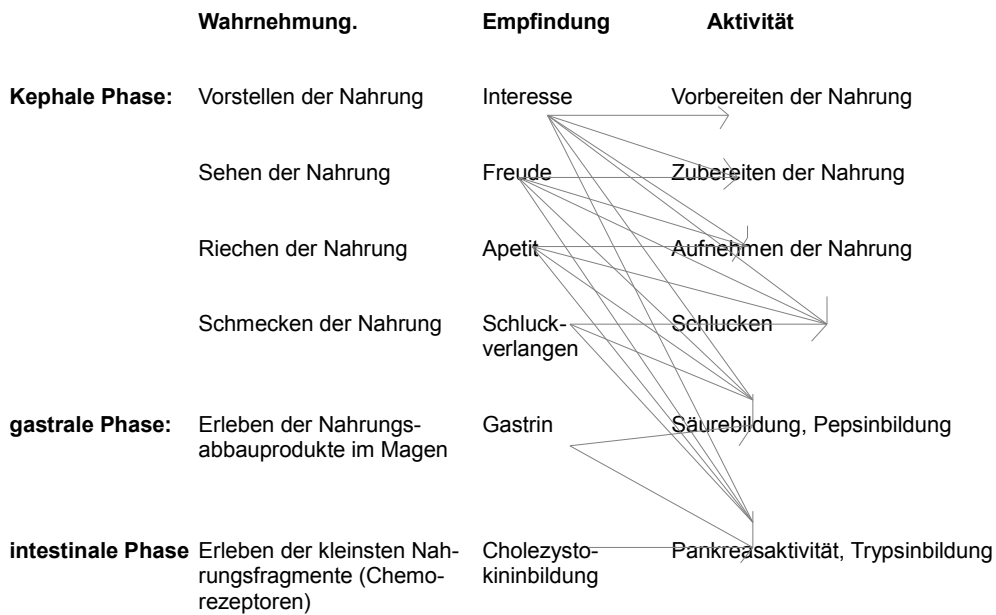 Wahrnehmung. Empfindung Aktivität
Kephale Phase: Vorstellen der Nahrung Interesse Vorbereiten der Nahrung
Sehen der Nahrung Freude Zubereiten der Nahrung
Riechen der Nahrung Apetit Aufnehmen der Nahrung
Schmecken der Nahrung Schluck- Schlucken
verlangen
gastrale Phase: Erleben der Nahrungs- Gastrin Säurebildung, Pepsinbildung
abbauprodukte im Magen
intestinale Phase Erleben der kleinsten Nah- Cholezysto- Pankreasaktivität, Trypsinbildung
rungsfragmente (Chemo- kininbildung
rezeptoren)